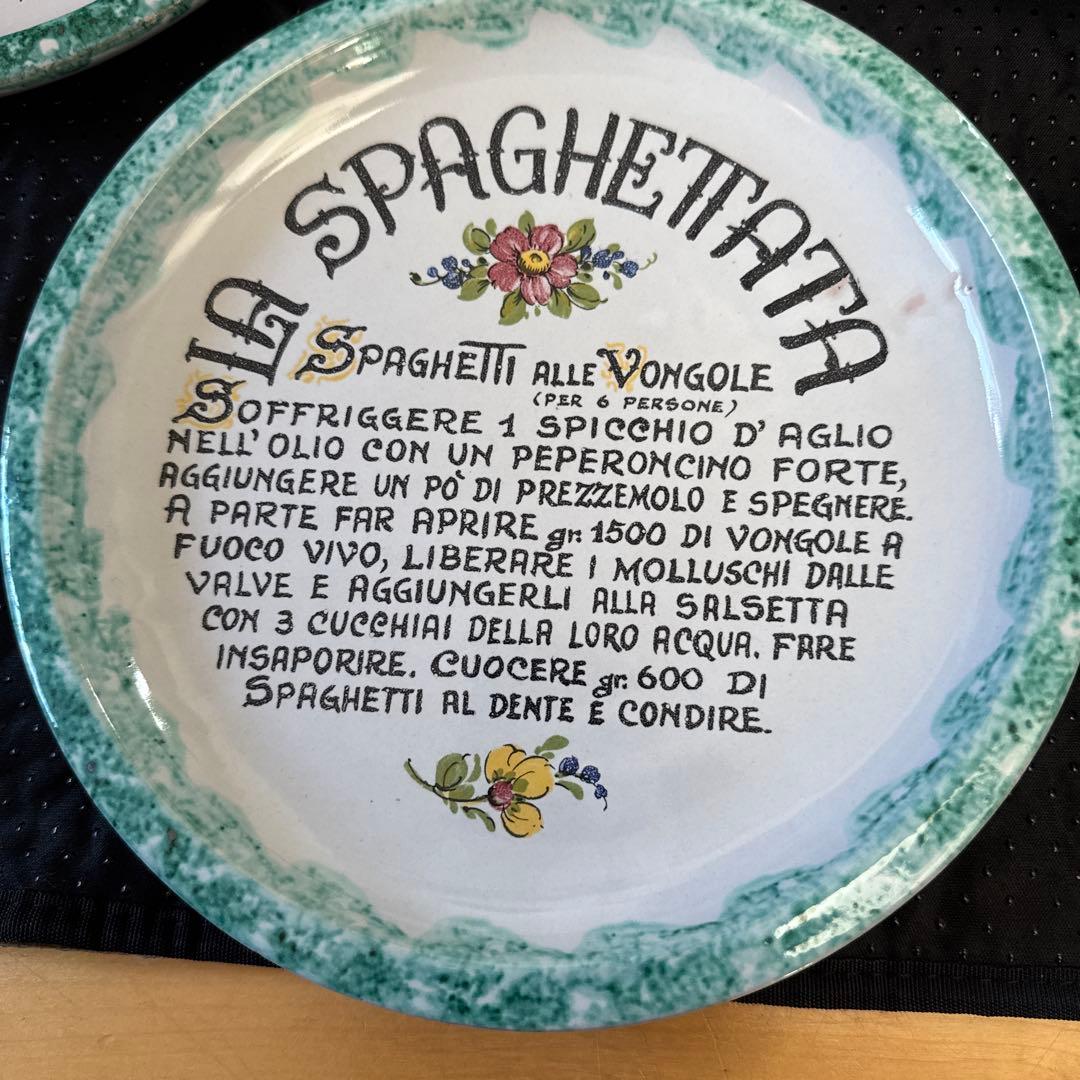 LA SPAGHETTATA
SPAGHETTI ALLE VONGOLE
(PER 6 PERSONE)
SOFFRIGGERE 1 SPICCHIO D'AGLIO
NELL'OLIO CON UN PEPERONCINO FORTE,
AGGIUNGERE UN PO' DI PREZZEMOLO E SPEGNERE.
A PARTE FAR APRIRE gr. 1500 DI VONGOLE A
FUOCO VIVO, LIBERARE I MOLLUSCHI DALLE
VALVE E AGGIUNGERLI ALLA SALSETTA
CON 3 CUCCHIAI DELLA LORO ACQUA. FARE
INSAPORIRE. CUOCERE gr. 600 DI
SPAGHETTI AL DENTE E CONDIRE.